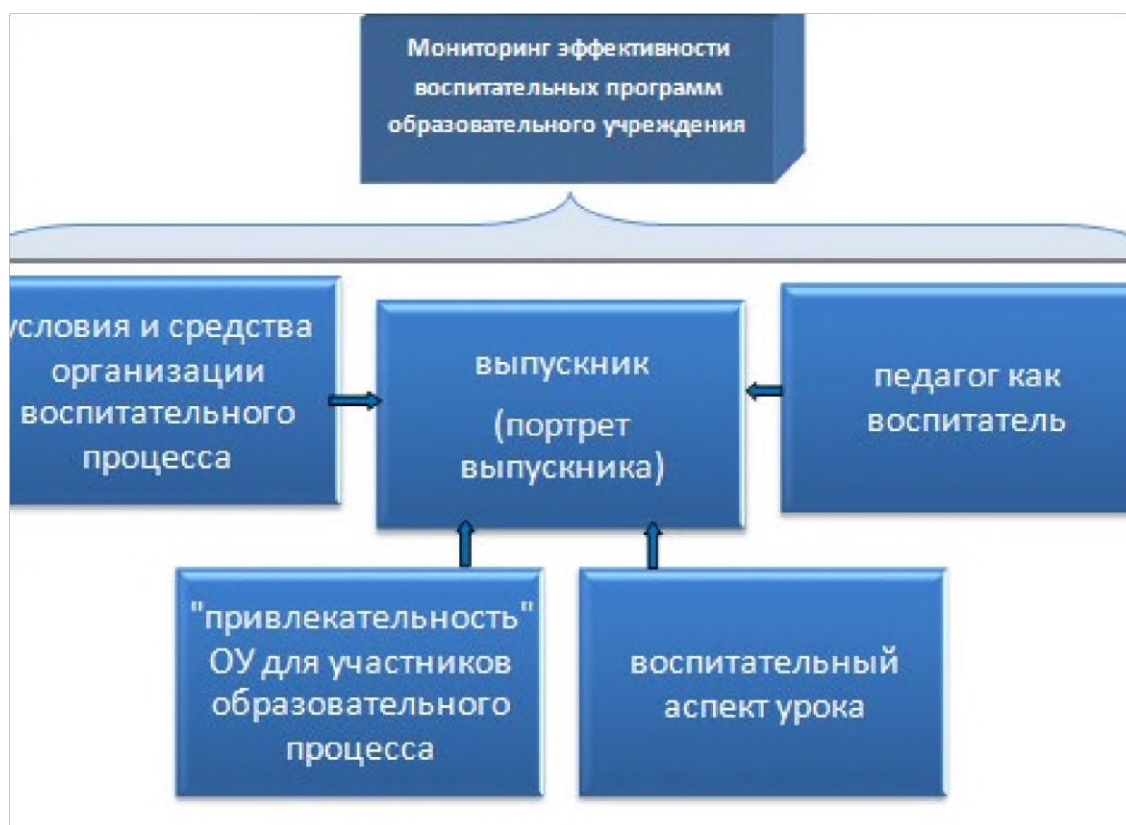 Мониторинг эффективности
воспитательных программ
образовательного учреждения
условия и средства
организации
воспитательного
процесса
выпускник
(портрет
выпускника)
педагог как
воспитатель
"привлекательность"
ОУ для участников
образовательного
процесса
воспитательный
аспект урока